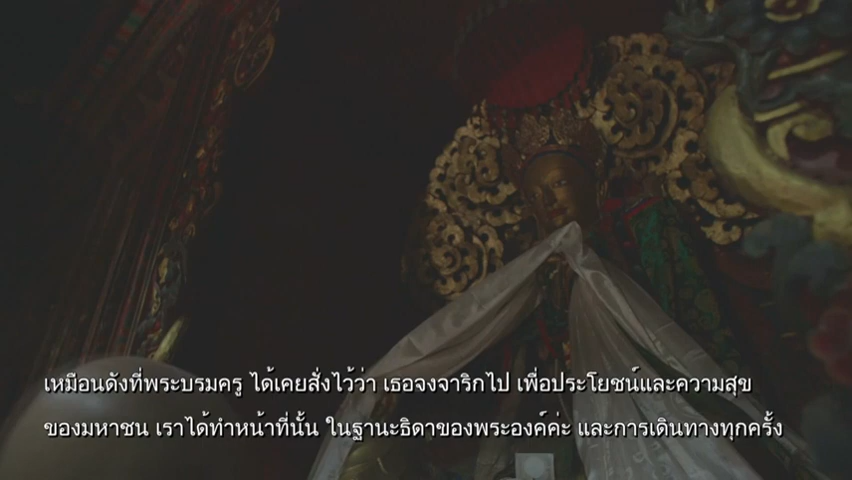 เหมือนดังที่พระบรมครู ได้เคยสั่งไว้ว่า เธอจงจาริกไป เพื่อประโยชน์และความสุข
ของมหาชน เราได้ทำหน้าที่นั้น ในฐานะธิดาของพระองค์ค่ะ และการเดินทางทุกครั้ง